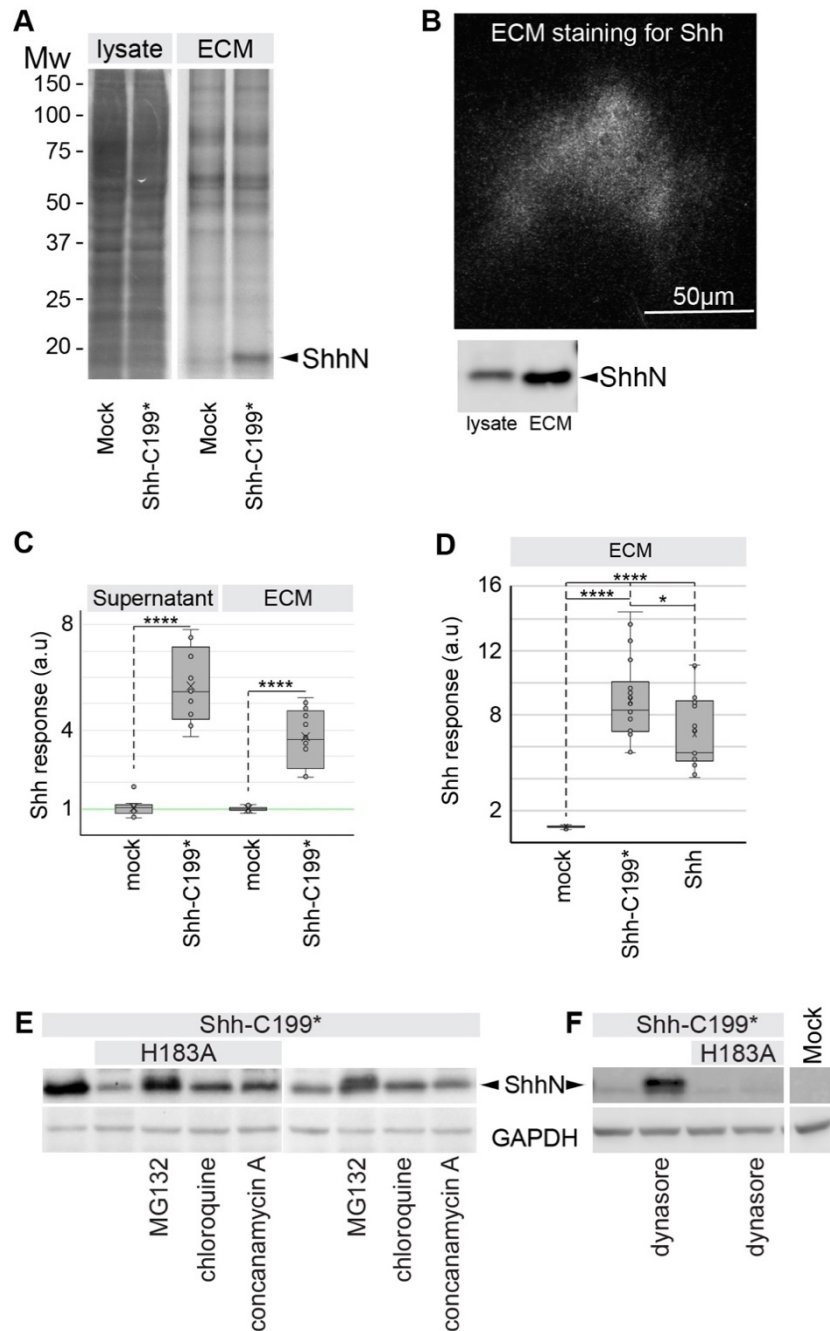 A
lysate ECM
Mw
150 -
100 -
75 -
50 -
37 -
25 -
20 -
ShhN
Mock
Shh-C199*
Mock
Shh-C199*
B
ECM staining for Shh
50µm
ShhN
lysate ECM
C
Supernatant ECM
8
4
1
Shh response (a.u)
****
****
mock
Shh-C199*
mock
Shh-C199*
D
ECM
16
12
8
2
Shh response (a.u)
****
****
*
mock
Shh-C199*
Shh
E
Shh-C199*
H183A
ShhN
GAPDH
MG132
chloroquine
concanamycin A
MG132
chloroquine
concanamycin A
F
Shh-C199*
H183A
Mock
dynasore
dynasore